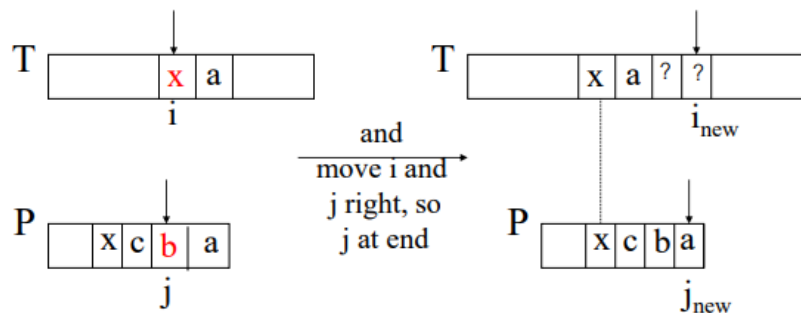 T
x a
i
T
x a ? ?
i new
and
move i and
j right, so
j at end
P
x c b a
j
P
x c b a
j new